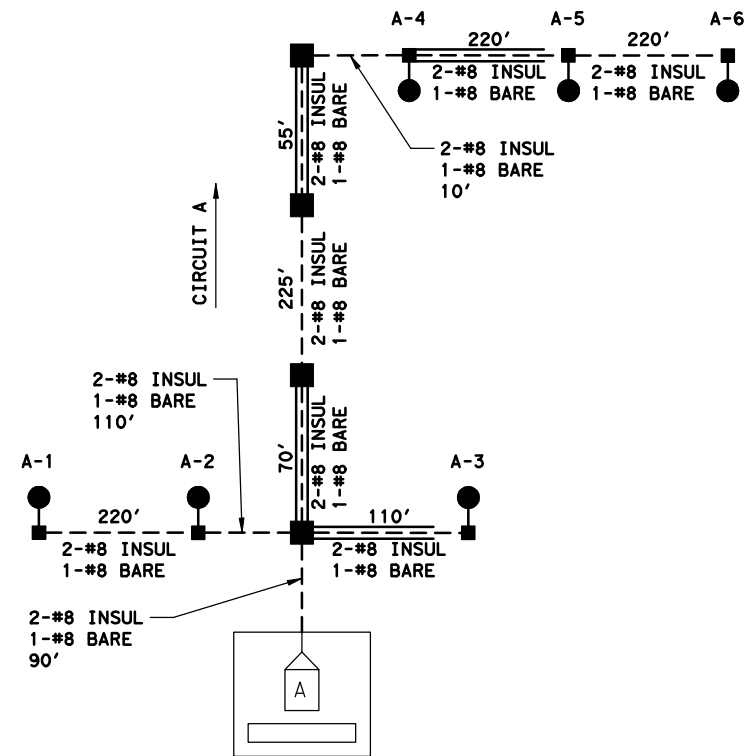 A-4
A-5
A-6
220'
220'
2-#8 INSUL
1-#8 BARE
2-#8 INSUL
1-#8 BARE
55'
2-#8 INSUL
1-#8 BARE
2-#8 INSUL
1-#8 BARE
10'
CIRCUIT A
225'
2-#8 INSUL
1-#8 BARE
2-#8 INSUL
1-#8 BARE
110'
70'
2-#8 INSUL
1-#8 BARE
A-1
A-2
A-3
220'
110'
2-#8 INSUL
1-#8 BARE
2-#8 INSUL
1-#8 BARE
2-#8 INSUL
1-#8 BARE
90'
A